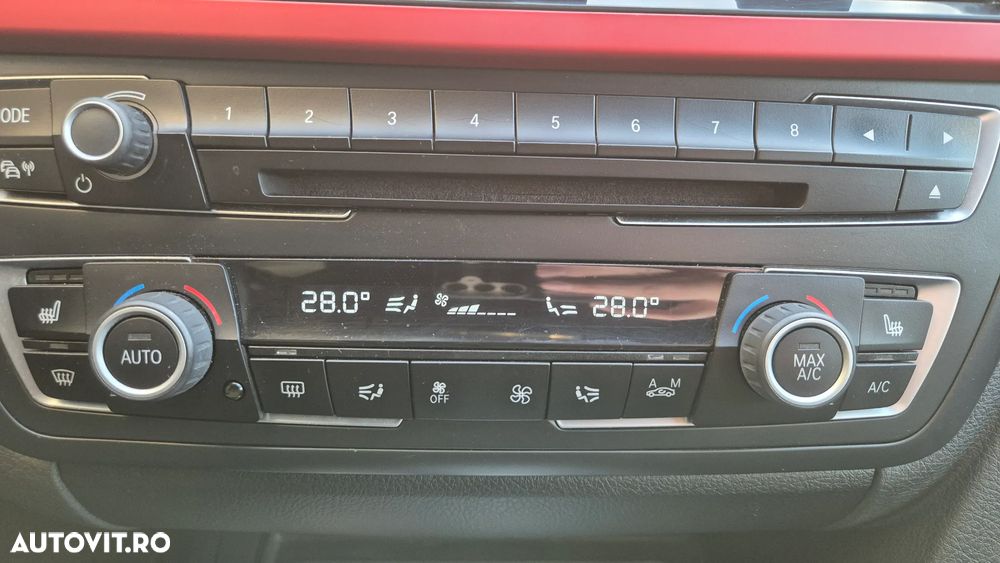 ODE 1 2 3 4 5 6 7 8
28.0° 28.0°
AUTO MAX A/C
OFF A M A/C
AUTOVIT.RO